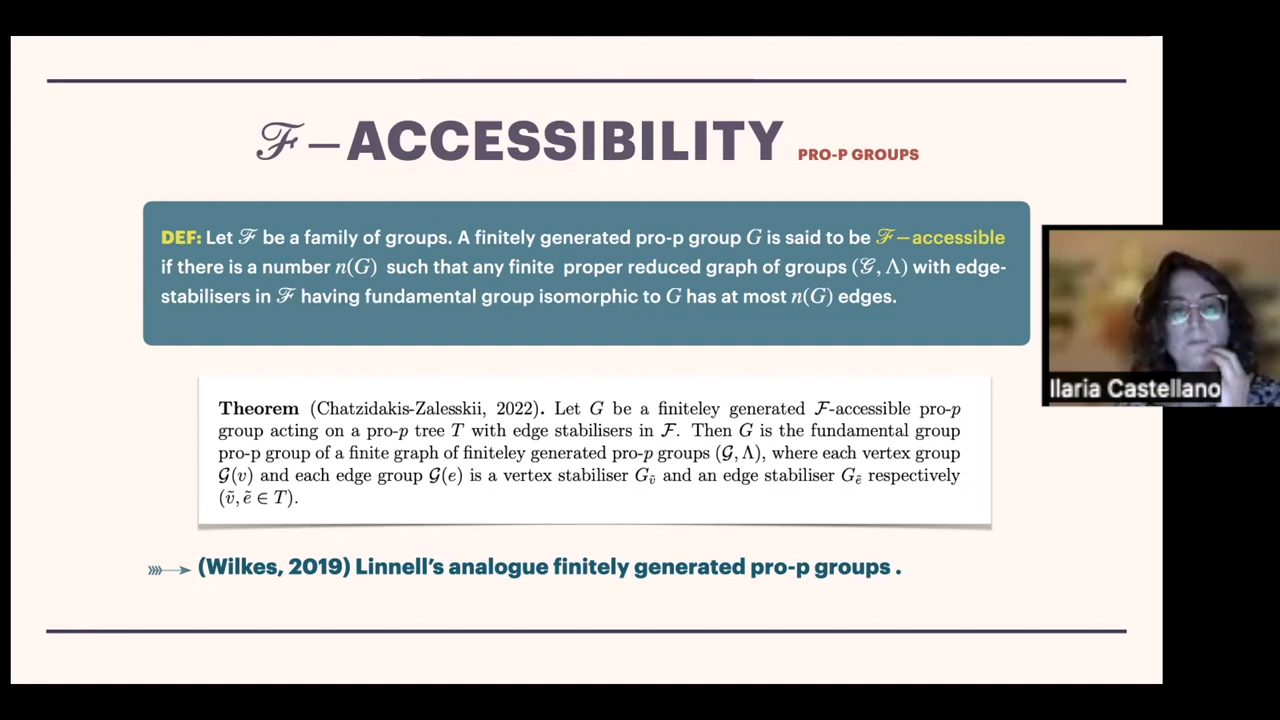 ℱ–ACCESSIBILITY PRO-P GROUPS
DEF: Let ℱ be a family of groups. A finitely generated pro-p group G is said to be ℱ–accessible
if there is a number n(G) such that any finite proper reduced graph of groups (𝒢, Λ) with edge-
stabilisers in ℱ having fundamental group isomorphic to G has at most n(G) edges.
Theorem (Chatzidakis-Zalesskii, 2022). Let G be a finiteley generated ℱ-accessible pro-p
group acting on a pro-p tree T with edge stabilisers in ℱ. Then G is the fundamental group
pro-p group of a finite graph of finiteley generated pro-p groups (𝒢, Λ), where each vertex group
𝒢(v) and each edge group 𝒢(e) is a vertex stabiliser G_ṽ and an edge stabiliser G_ẽ respectively
(ṽ, ẽ ∈ T).
(Wilkes, 2019) Linnell’s analogue finitely generated pro-p groups .
Ilaria Castellano